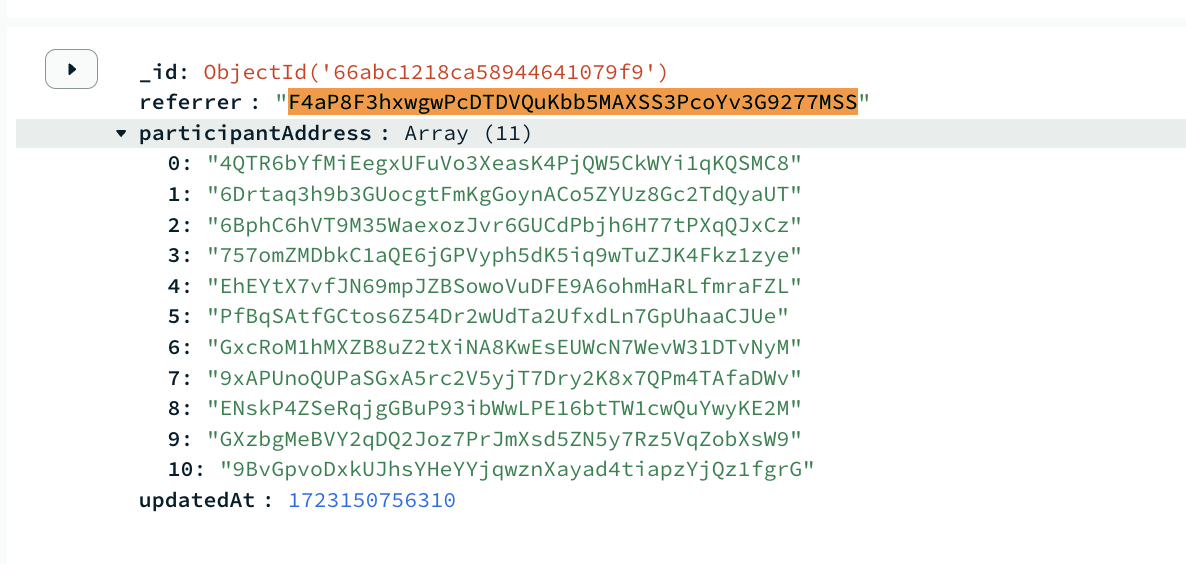 _id: ObjectId('66abc1218ca58944641079f9')
referrer : "F4aP8F3hxwgwPcDTDVQuKbb5MAXSS3PcoYv3G9277MSS"
participantAddress : Array (11)
0: "4QTR6bYfMiEegxUFuVo3XeasK4PjQW5CkWYi1qKQSMC8"
1: "6Drtaq3h9b3GUocgtFmKgGoynACo5ZYUz8Gc2TdQyaUT"
2: "6BphC6hVT9M35WaexozJvr6GUCdPbjh6H77tPXqQJxCz"
3: "757omZMDbkC1aQE6jGPVyph5dK5iq9wTuZJK4Fkz1zye"
4: "EhEYtX7vfJN69mpJZBSowoVuDFE9A6ohmHaRLfmraFZL"
5: "PfBqSAtfGCtos6Z54Dr2wUdTa2UfxdLn7GpUhaaCJUe"
6: "GxcRoM1hMXZB8uZ2tXiNA8KwEsEUWcN7WevW31DTvNyM"
7: "9xAPUnoQUPaSGxA5rc2V5yjT7Dry2K8x7QPm4TAfaDWv"
8: "ENskP4ZSeRqjgGBuP93ibWwLPE16btTW1cwQuYwyKE2M"
9: "GXzbgMeBVY2qDQ2Joz7PrJmXsd5ZN5y7Rz5VqZobXsW9"
10: "9BvGpvoDxkUJhsYHeYYjqwznXayad4tiapzYjQz1fgrG"
updatedAt : 1723150756310